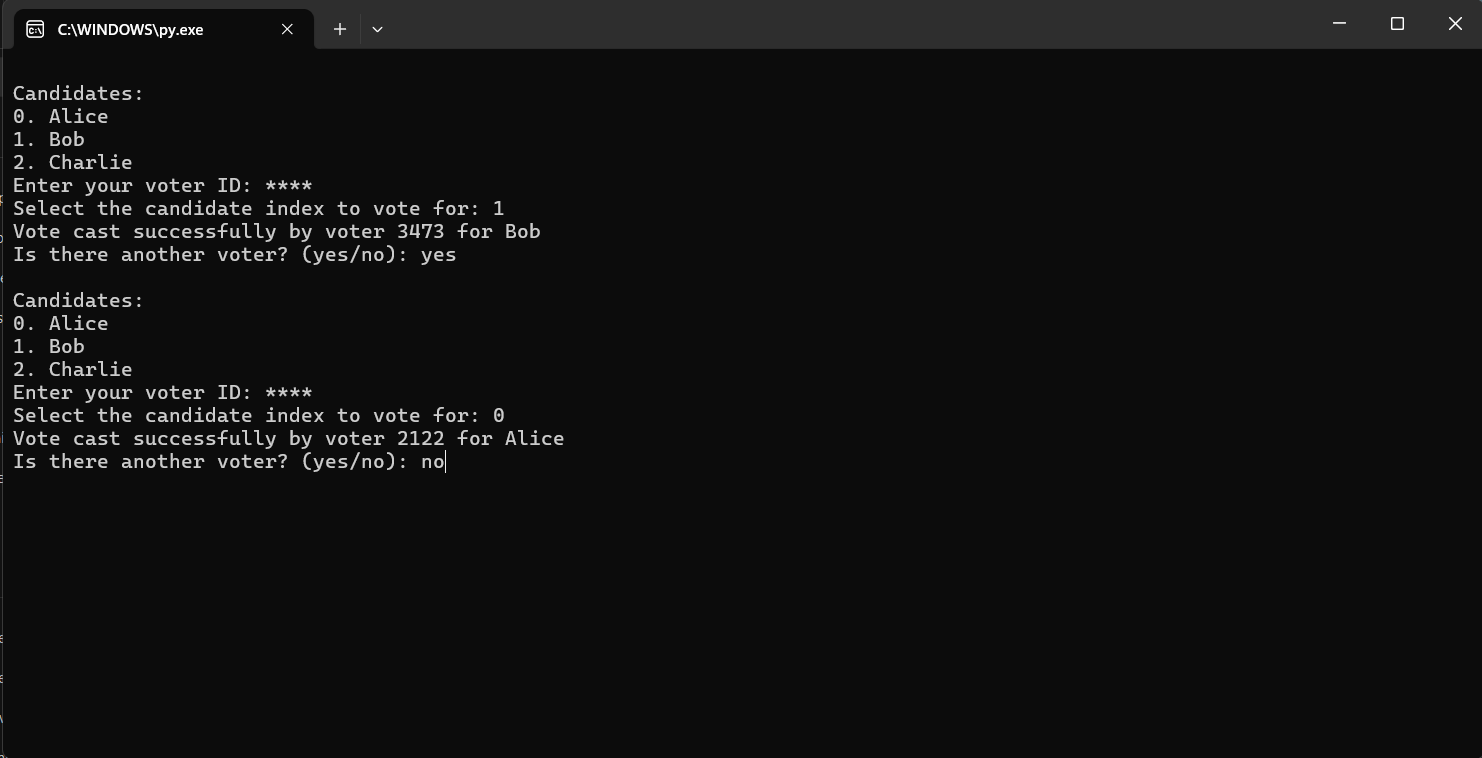 C:\WINDOWS\py.exe
Candidates:
0. Alice
1. Bob
2. Charlie
Enter your voter ID: ****
Select the candidate index to vote for: 1
Vote cast successfully by voter 3473 for Bob
Is there another voter? (yes/no): yes
Candidates:
0. Alice
1. Bob
2. Charlie
Enter your voter ID: ****
Select the candidate index to vote for: 0
Vote cast successfully by voter 2122 for Alice
Is there another voter? (yes/no): no